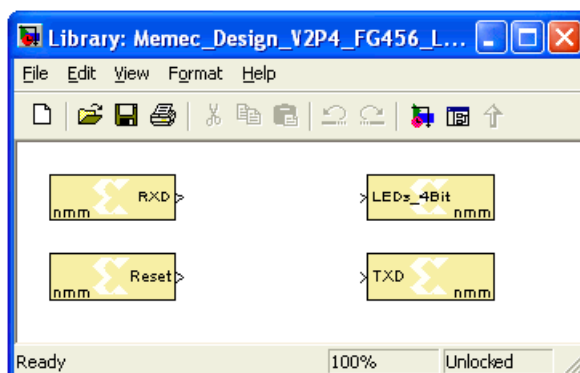 Library: Memec_Design_V2P4_FG456_L...
File Edit View Format Help
RXD
nmm
LEDs_4Bit
nmm
Reset
nmm
TXD
nmm
Ready 100% Unlocked